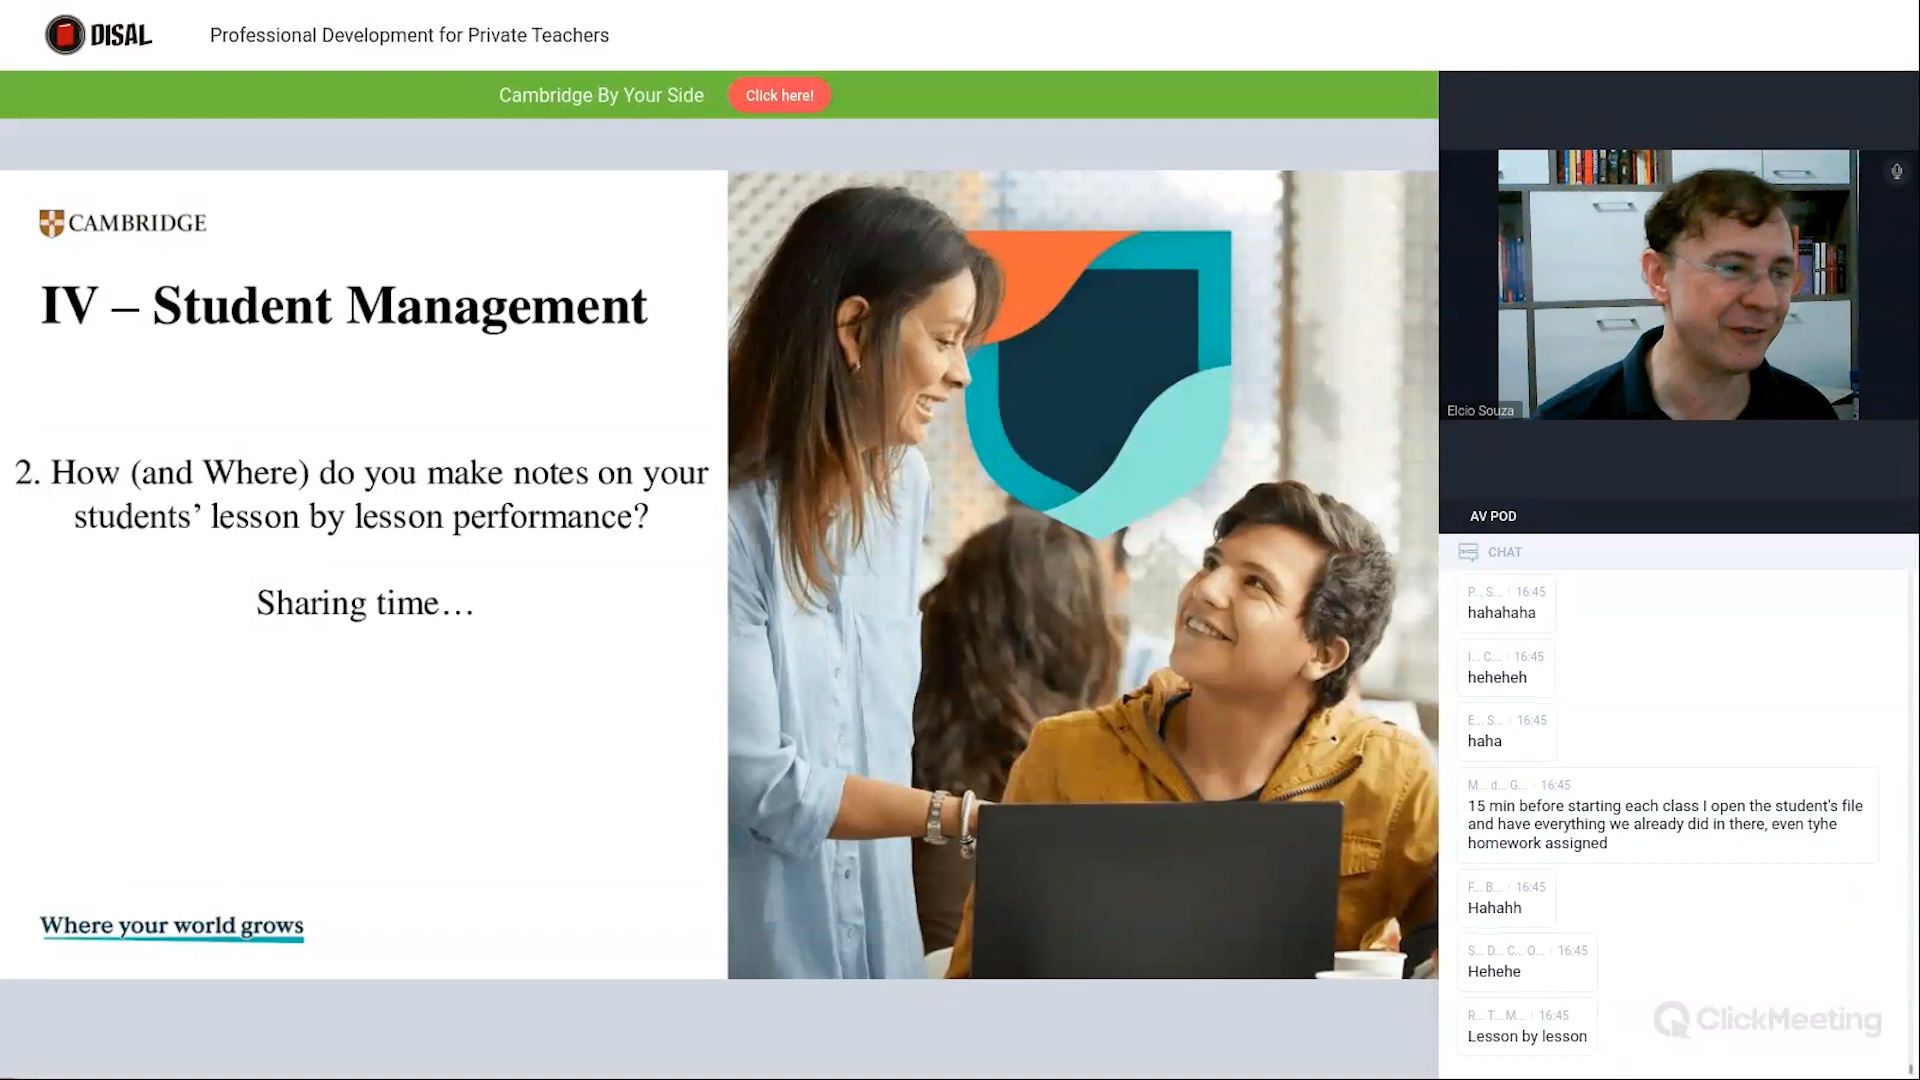 DISAL
Professional Development for Private Teachers
Cambridge By Your Side
Click here!
CAMBRIDGE
IV – Student Management
2. How (and Where) do you make notes on your
students’ lesson by lesson performance?
Sharing time…
Where your world grows
Elcio Souza
AV POD
CHAT
P... S... 16:45
hahahaha
I... C... 16:45
heheheh
E... S... 16:45
haha
M... d... G... 16:45
15 min before starting each class I open the student's file
and have everything we already did in there, even tyhe
homework assigned
F... B... 16:45
Hahahh
S... D... C... O... 16:45
Hehehe
R... T... M... 16:45
Lesson by lesson
ClickMeeting